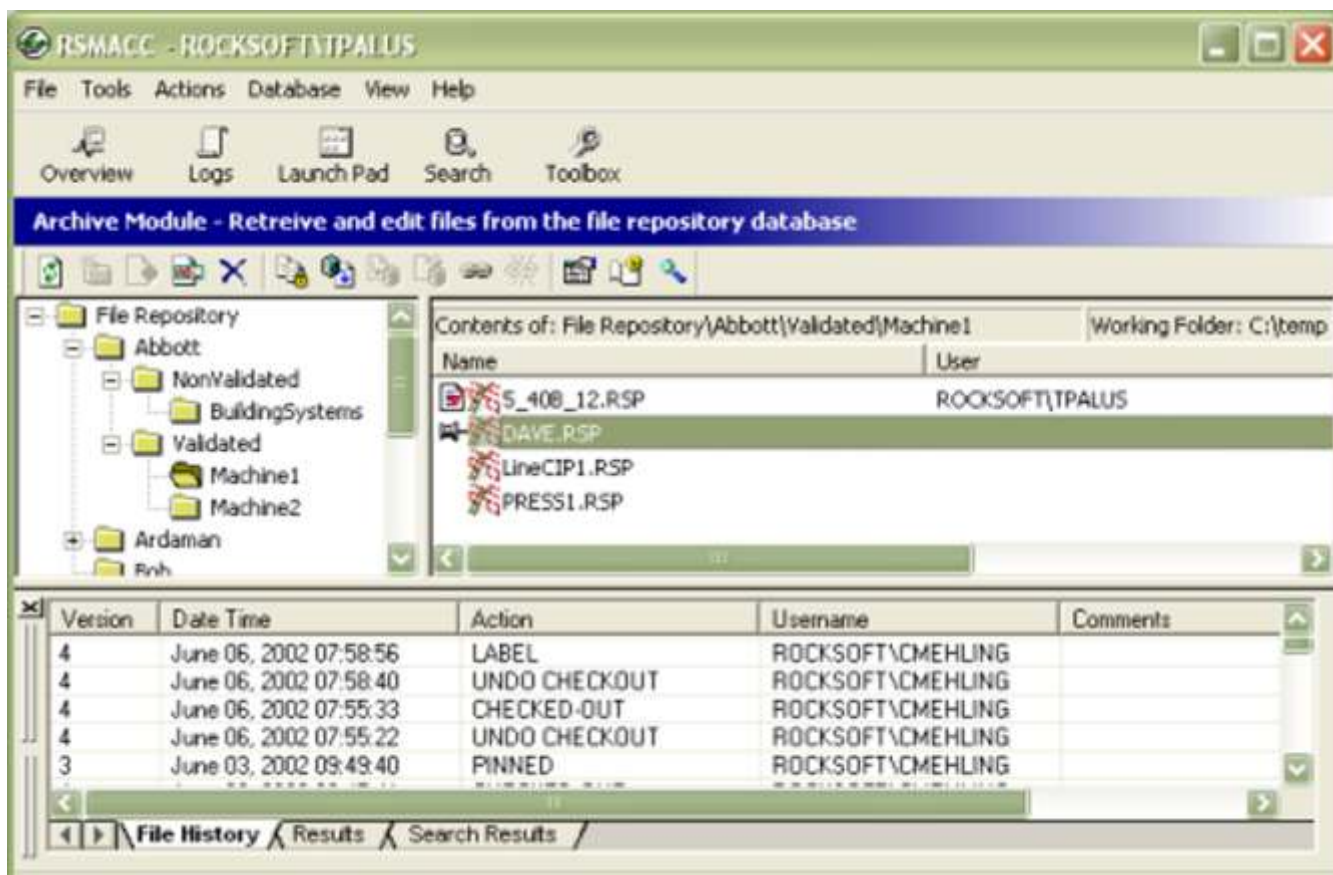 RSMACC - ROCKSOFT\TPALUS
File Tools Actions Database View Help
Overview Logs Launch Pad Search Toolbox
Archive Module - Retreive and edit files from the file repository database
File Repository
Abbott
NonValidated
BuildingSystems
Validated
Machine1
Machine2
Ardaman
Bob
Contents of: File Repository\Abbott\Validated\Machine1 Working Folder: C:\temp
Name User
5_40B_12.RSP ROCKSOFT\TPALUS
DAVE.RSP
LineCIP1.RSP
PRESS1.RSP
Version Date Time Action Username Comments
4 June 06, 2002 07:58:56 LABEL ROCKSOFT\CMEHLING
4 June 06, 2002 07:58:40 UNDO CHECKOUT ROCKSOFT\CMEHLING
4 June 06, 2002 07:55:33 CHECKED-OUT ROCKSOFT\CMEHLING
4 June 06, 2002 07:55:22 UNDO CHECKOUT ROCKSOFT\CMEHLING
3 June 03, 2002 09:49:40 PINNED ROCKSOFT\CMEHLING
File History Results Search Results